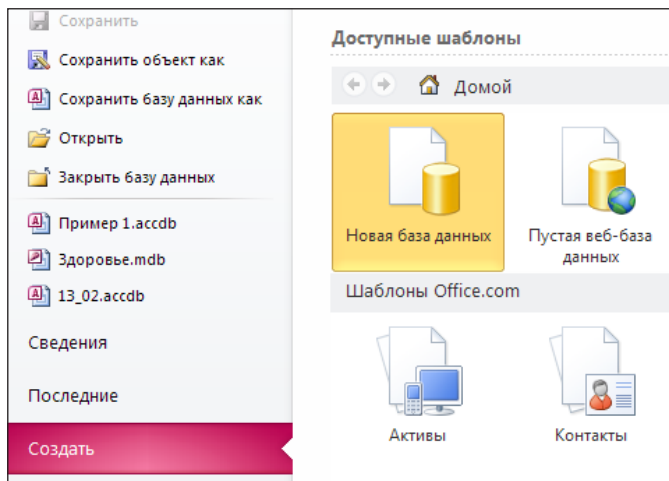 Сохранить
Сохранить объект как
Сохранить базу данных как
Открыть
Закрыть базу данных
Пример 1.accdb
Здоровье.mdb
13_02.accdb
Сведения
Последние
Создать
Доступные шаблоны
Домой
Новая база данных
Пустая веб-база
данных
Шаблоны Office.com
Активы
Контакты